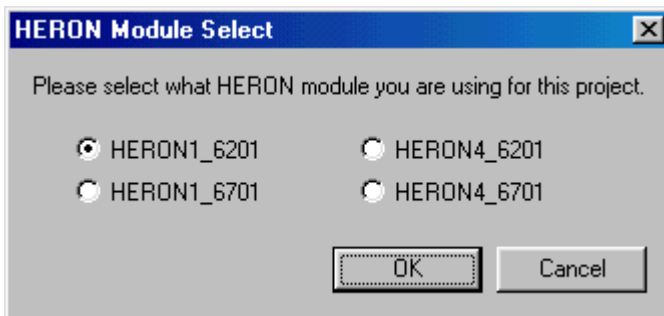 HERON Module Select
Please select what HERON module you are using for this project.
HERON1_6201 HERON4_6201
HERON1_6701 HERON4_6701
OK Cancel